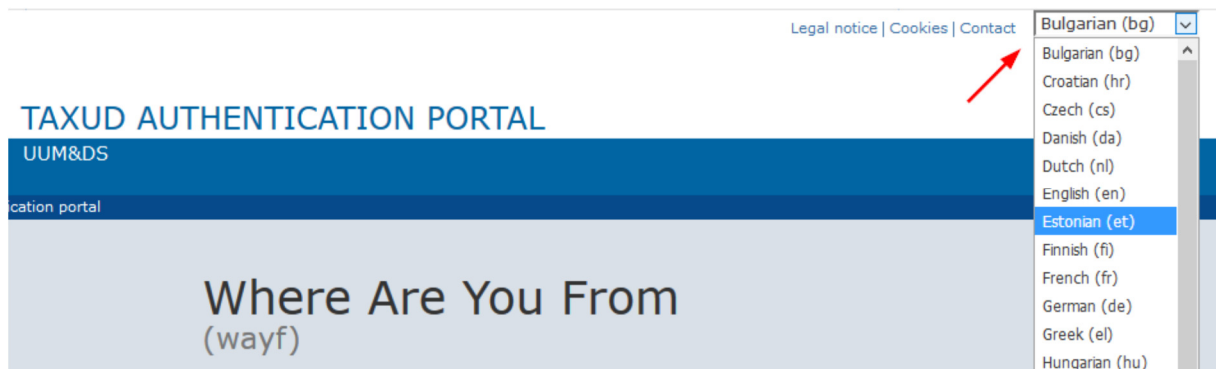 Legal notice | Cookies | Contact
Bulgarian (bg)
Bulgarian (bg)
Croatian (hr)
Czech (cs)
Danish (da)
Dutch (nl)
English (en)
Estonian (et)
Finnish (fi)
French (fr)
German (de)
Greek (el)
Hungarian (hu)
TAXUD AUTHENTICATION PORTAL
UUM&DS
ication portal
Where Are You From
(wayf)